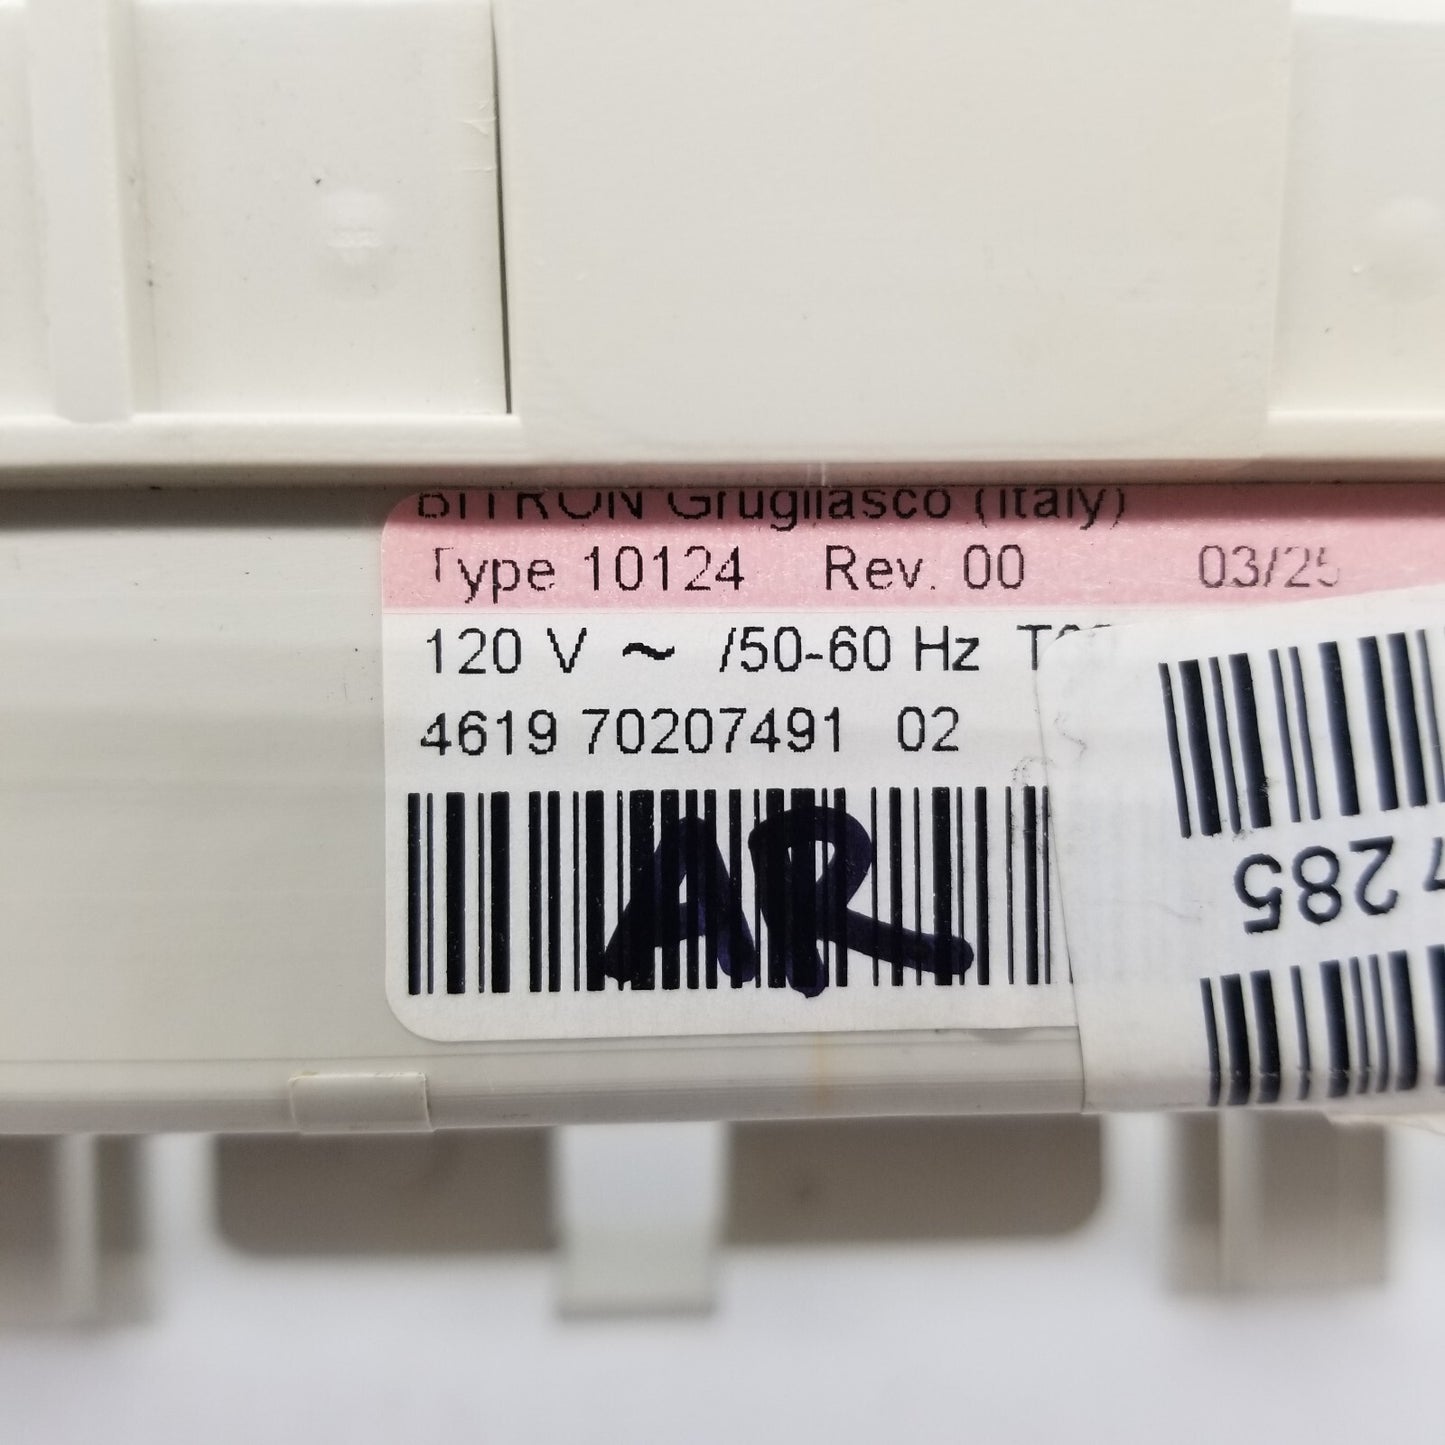 BITRON Grugliasco (Italy)
Type 10124 Rev. 00 03/25
120 V ~ /50-60 Hz
4619 70207491 02
AR
285